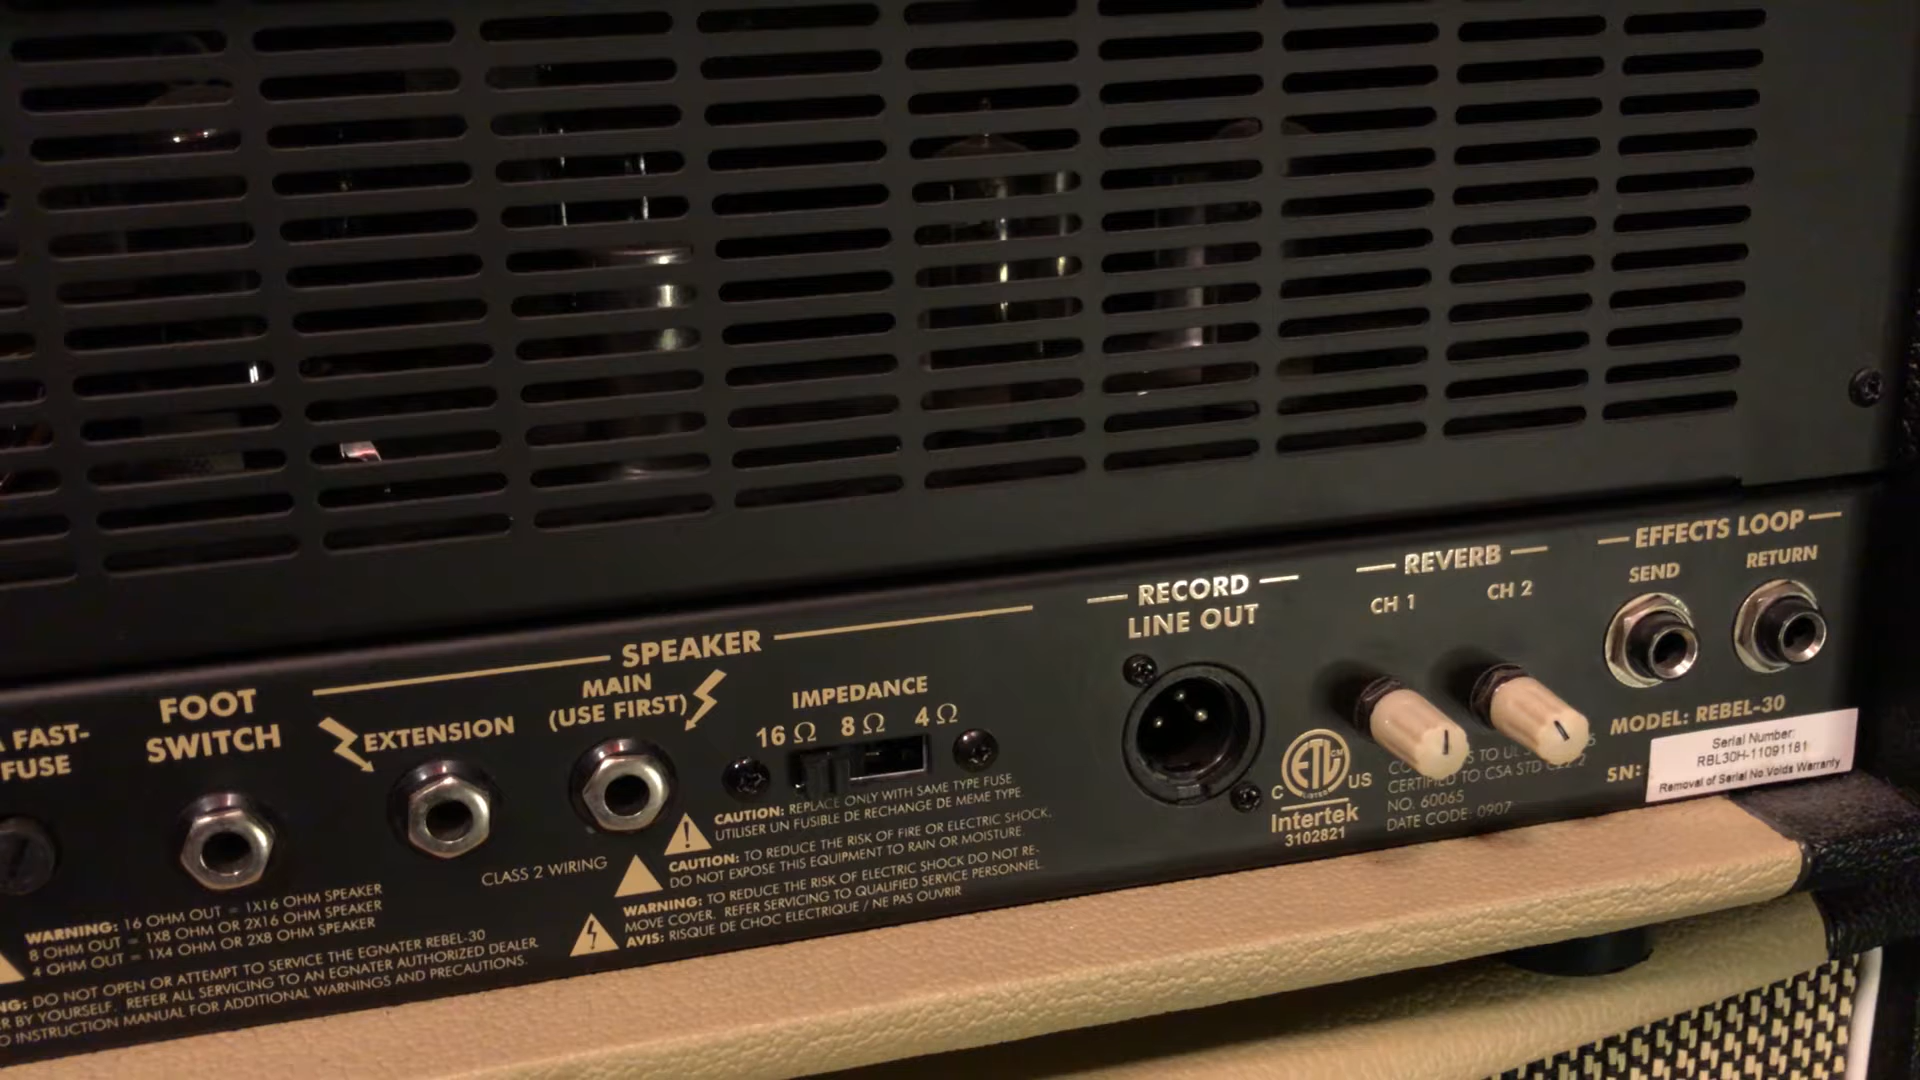 FAST-
FUSE
FOOT
SWITCH
SPEAKER
EXTENSION
MAIN
(USE FIRST)
IMPEDANCE
16 Ω 8 Ω 4 Ω
RECORD
LINE OUT
REVERB
CH 1 CH 2
EFFECTS LOOP
SEND RETURN
MODEL: REBEL-30
SN:
Serial Number:
RBL30H-11091181
Removal of Serial No.Voids Warranty
CAUTION: REPLACE ONLY WITH SAME TYPE FUSE.
UTILISER UN FUSIBLE DE RECHANGE DE MEME TYPE.
CAUTION: TO REDUCE THE RISK OF FIRE OR ELECTRIC SHOCK,
DO NOT EXPOSE THIS EQUIPMENT TO RAIN OR MOISTURE.
CLASS 2 WIRING
WARNING: TO REDUCE THE RISK OF ELECTRIC SHOCK DO NOT RE-
MOVE COVER. REFER SERVICING TO QUALIFIED SERVICE PERSONNEL.
AVIS: RISQUE DE CHOC ELECTRIQUE / NE PAS OUVRIR
WARNING: 16 OHM OUT = 1X16 OHM SPEAKER
8 OHM OUT = 1X8 OHM OR 2X16 OHM SPEAKER
4 OHM OUT = 1X4 OHM OR 2X8 OHM SPEAKER
DO NOT OPEN OR ATTEMPT TO SERVICE THE EGNATER REBEL-30
BY YOURSELF. REFER ALL SERVICING TO AN EGNATER AUTHORIZED DEALER
INSTRUCTION MANUAL FOR ADDITIONAL WARNINGS AND PRECAUTIONS.
ETL
CM
LISTED
C US
Intertek
3102821
TO UL
CERTIFIED TO CSA STD
NO. 60065
DATE CODE: 0907